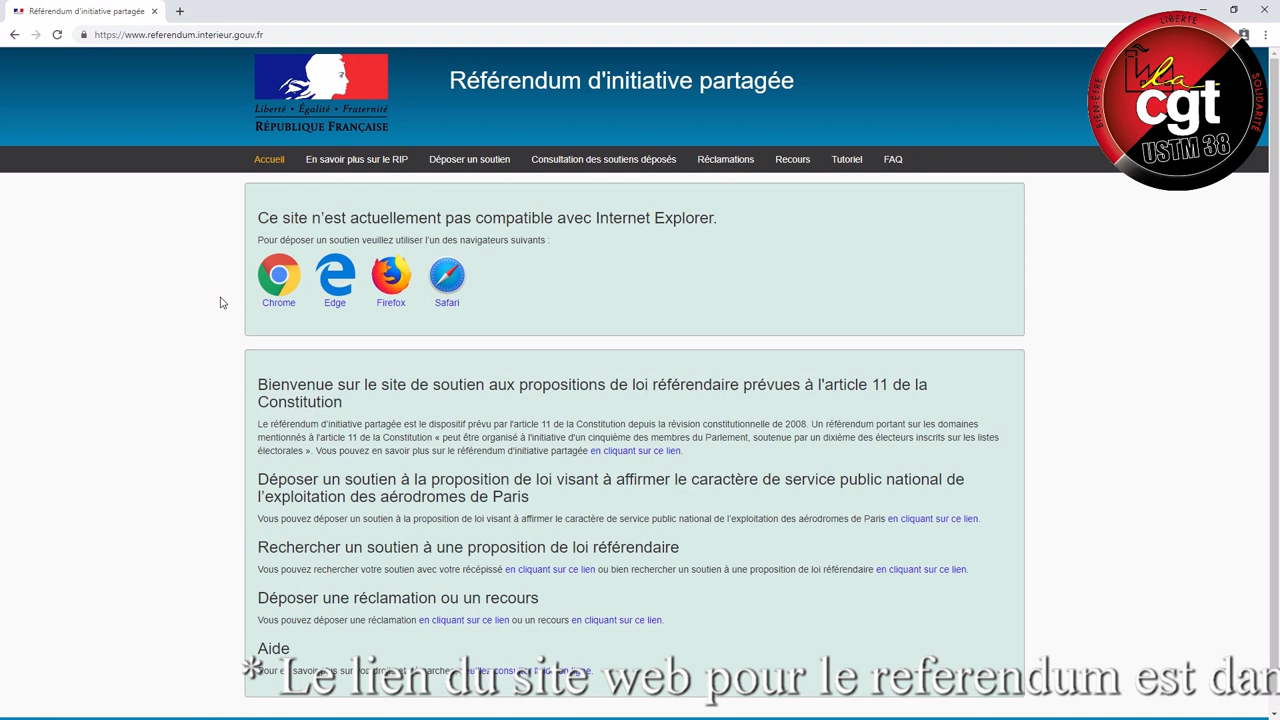 Référendum d'initiative partagée
https://www.referendum.interieur.gouv.fr
Liberté • Égalité • Fraternité
RÉPUBLIQUE FRANÇAISE
Référendum d'initiative partagée
LIBERTÉ
BIEN-ÊTRE
SOLIDARITÉ
la
cgt
USTM 38
Accueil En savoir plus sur le RIP Déposer un soutien Consultation des soutiens déposés Réclamations Recours Tutoriel FAQ
Ce site n’est actuellement pas compatible avec Internet Explorer.
Pour déposer un soutien veuillez utiliser l’un des navigateurs suivants :
Chrome Edge Firefox Safari
Bienvenue sur le site de soutien aux propositions de loi référendaire prévues à l'article 11 de la
Constitution
Le référendum d’initiative partagée est le dispositif prévu par l'article 11 de la Constitution depuis la révision constitutionnelle de 2008. Un référendum portant sur les domaines
mentionnés à l'article 11 de la Constitution « peut être organisé à l'initiative d'un cinquième des membres du Parlement, soutenue par un dixième des électeurs inscrits sur les listes
électorales ». Vous pouvez en savoir plus sur le référendum d'initiative partagée en cliquant sur ce lien.
Déposer un soutien à la proposition de loi visant à affirmer le caractère de service public national de
l’exploitation des aérodromes de Paris
Vous pouvez déposer un soutien à la proposition de loi visant à affirmer le caractère de service public national de l’exploitation des aérodromes de Paris en cliquant sur ce lien.
Rechercher un soutien à une proposition de loi référendaire
Vous pouvez rechercher votre soutien avec votre récépissé en cliquant sur ce lien ou bien rechercher un soutien à une proposition de loi référendaire en cliquant sur ce lien.
Déposer une réclamation ou un recours
Vous pouvez déposer une réclamation en cliquant sur ce lien ou un recours en cliquant sur ce lien.
Aide
* Le lien du site web pour le referendum est dan